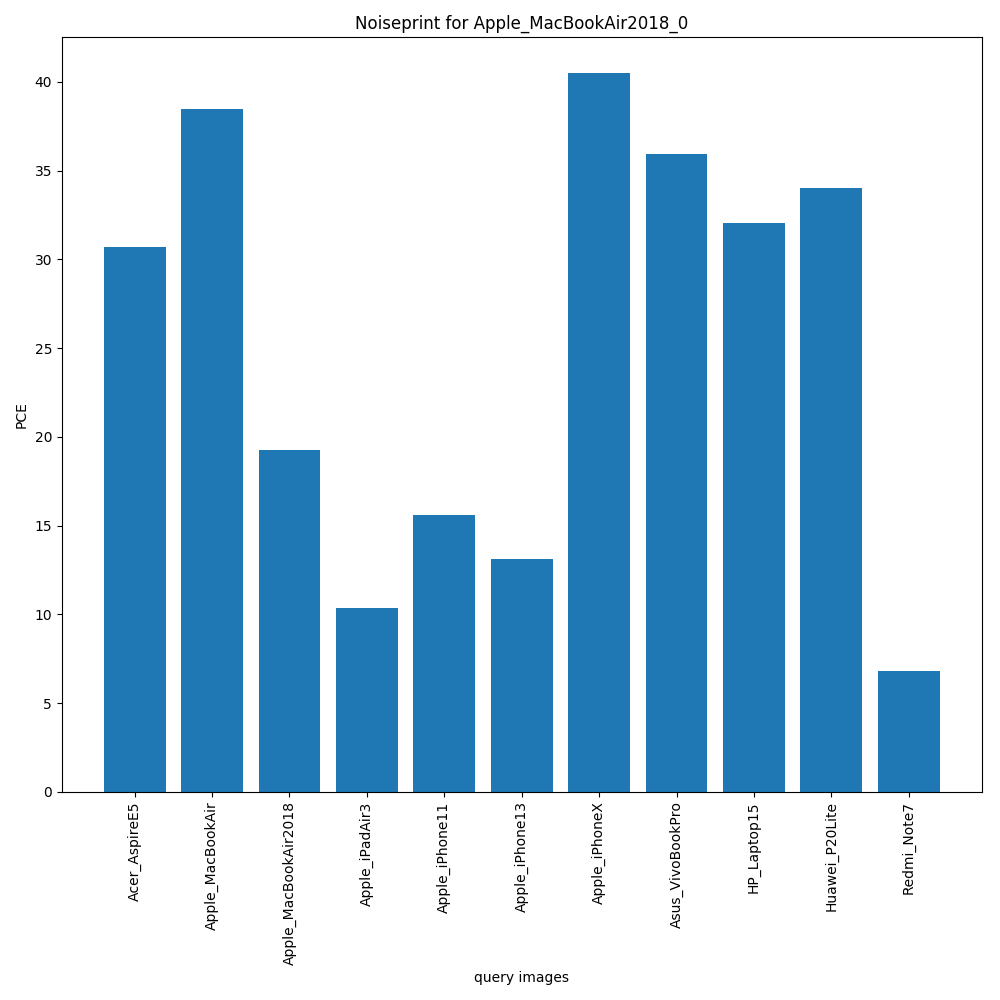 Noiseprint for Apple_MacBookAir2018_0
PCE
40
35
30
25
20
15
10
5
0
Acer_AspireE5
Apple_MacBookAir
Apple_MacBookAir2018
Apple_iPadAir3
Apple_iPhone11
Apple_iPhone13
Apple_iPhoneX
Asus_VivoBookPro
HP_Laptop15
Huawei_P20Lite
Redmi_Note7
query images